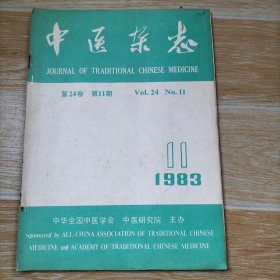 中医杂志
JOURNAL OF TRADITIONAL CHINESE MEDICINE
第24卷 第11期 Vol. 24 No. 11
11
1983
中华全国中医学会 中医研究院 主办
Sponsored by ALL-CHINA ASSOCIATION OF TRADITIONAL CHINESE
MEDICINE and ACADEMY OF TRADITIONAL CHINESE MEDICINE